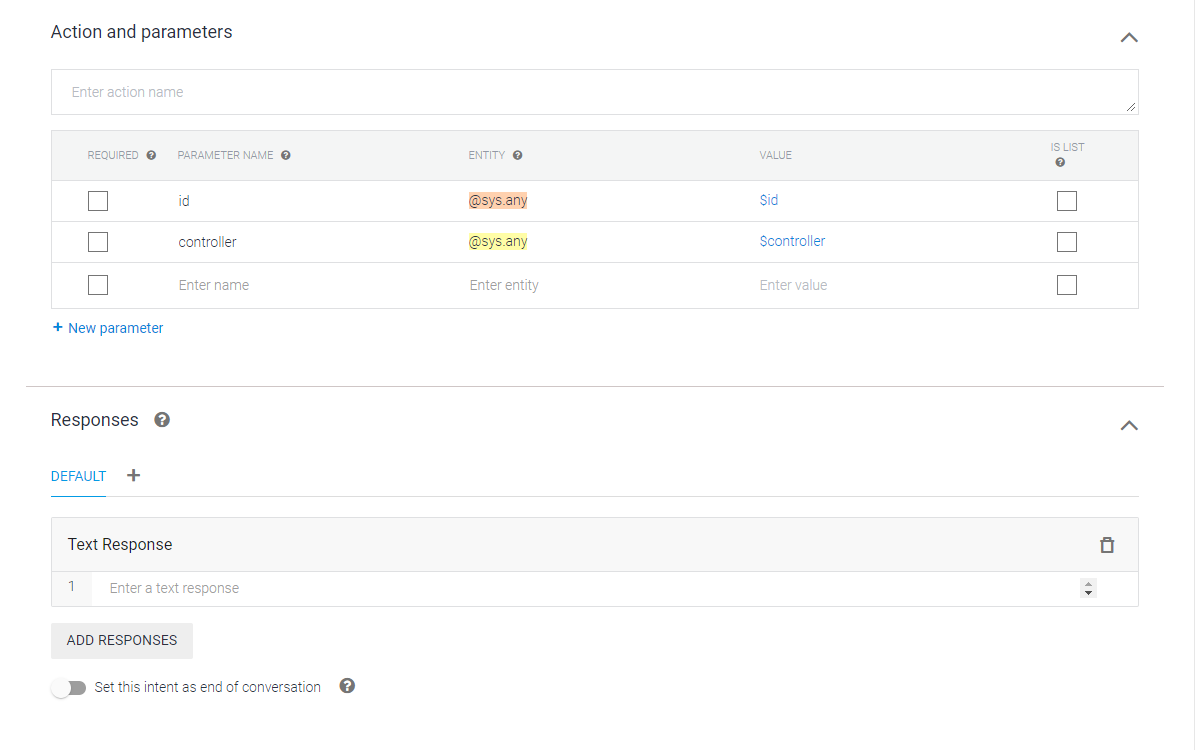 Action and parameters
Enter action name
REQUIRED PARAMETER NAME ENTITY VALUE IS LIST
id @sys.any $id
controller @sys.any $controller
Enter name Enter entity Enter value
+ New parameter
Responses
DEFAULT +
Text Response
1 Enter a text response
ADD RESPONSES
Set this intent as end of conversation